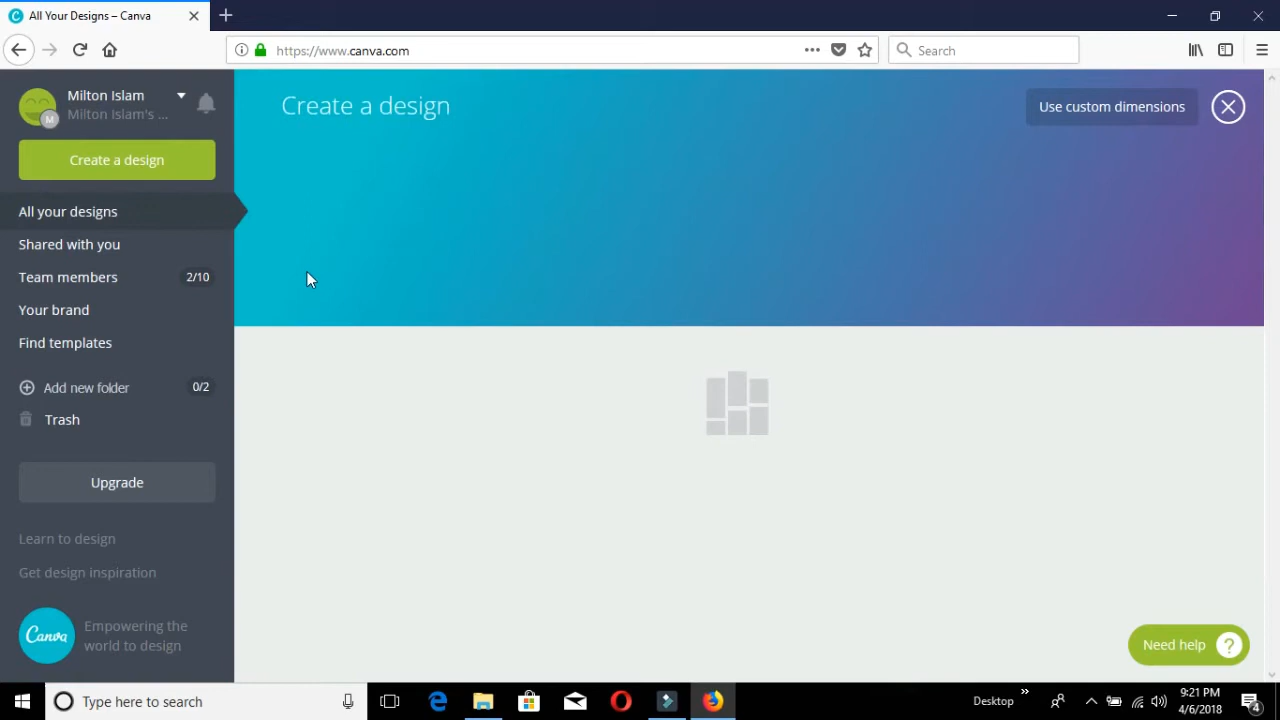 All Your Designs – Canva
https://www.canva.com
Search
Milton Islam
Milton Islam's ...
M
Create a design
All your designs
Shared with you
Team members 2/10
Your brand
Find templates
Add new folder 0/2
Trash
Upgrade
Learn to design
Get design inspiration
Canva
Empowering the
world to design
Create a design
Use custom dimensions
Need help ?
Type here to search
Desktop
9:21 PM
4/6/2018
4